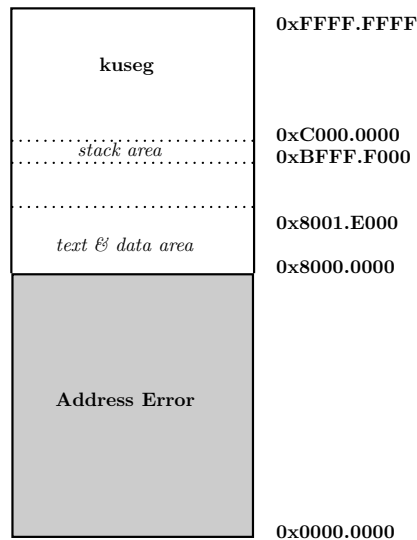 0xFFFF.FFFF
kuseg
0xC000.0000
stack area
0xBFFF.F000
0x8001.E000
text & data area
0x8000.0000
Address Error
0x0000.0000